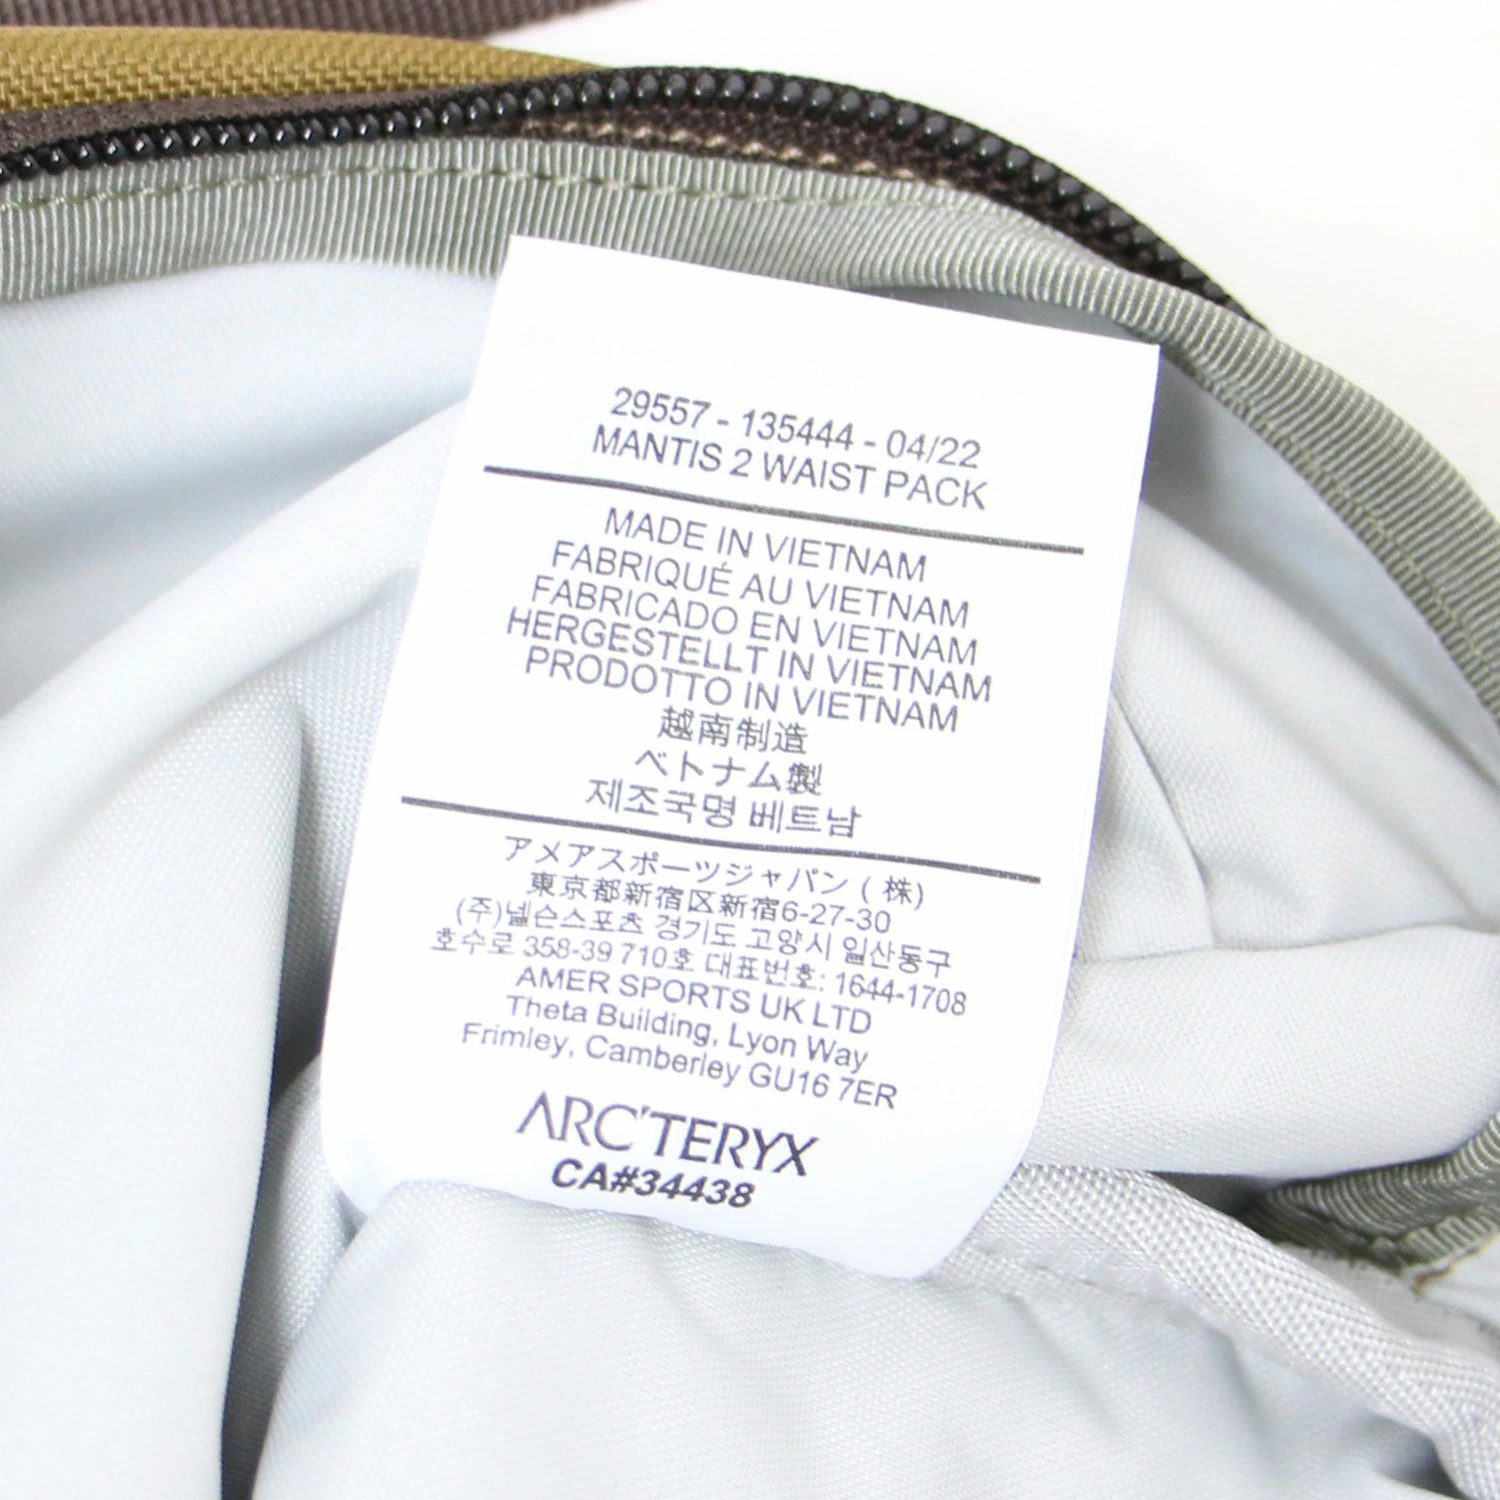 29557 - 135444 - 04/22
MANTIS 2 WAIST PACK
MADE IN VIETNAM
FABRIQUÉ AU VIETNAM
FABRICADO EN VIETNAM
HERGESTELLT IN VIETNAM
PRODOTTO IN VIETNAM
越南制造
ベトナム製
제조국명 베트남
アメアスポーツジャパン ( 株)
東京都新宿区新宿6-27-30
(주)넬슨스포츠 경기도 고양시 일산동구
호수로 358-39 710호 대표번호: 1644-1708
AMER SPORTS UK LTD
Theta Building, Lyon Way
Frimley, Camberley GU16 7ER
ARC'TERYX
CA#34438